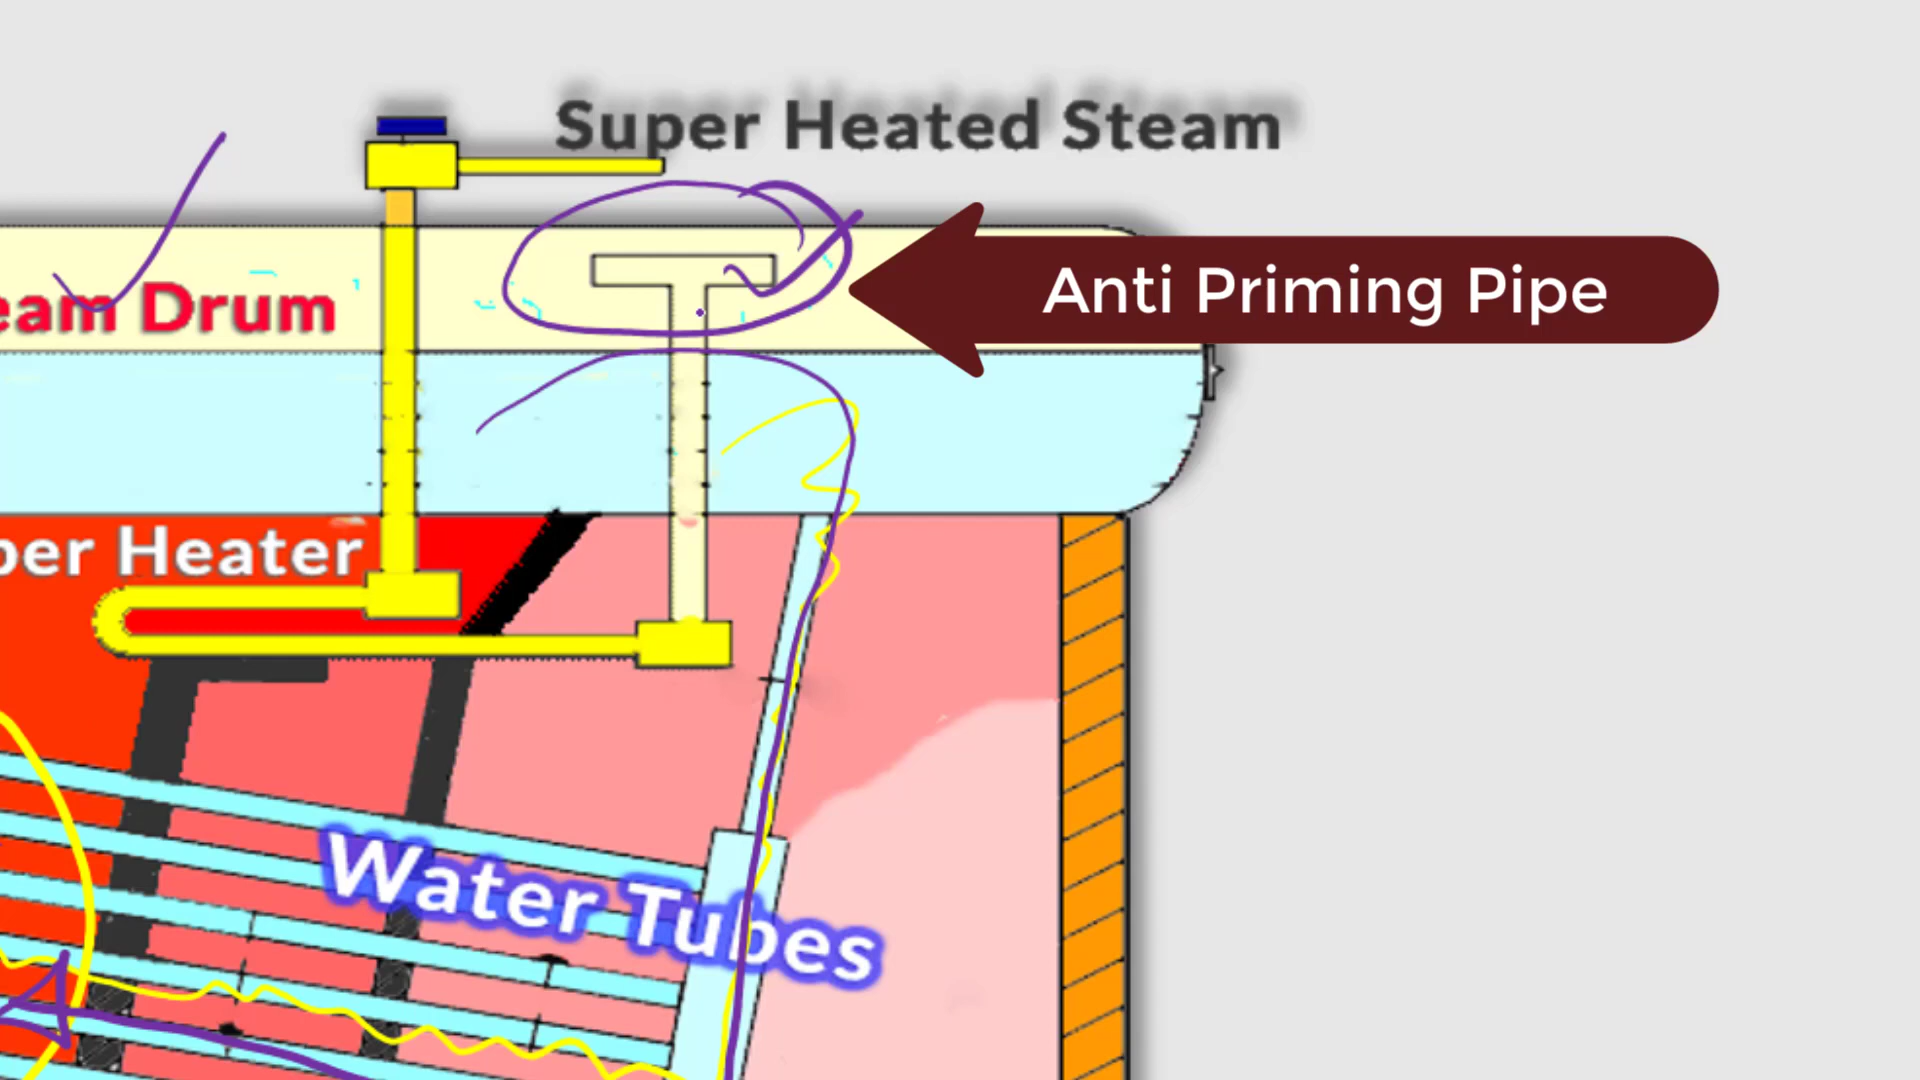 Super Heated Steam
Anti Priming Pipe
eam Drum
per Heater
Water Tubes